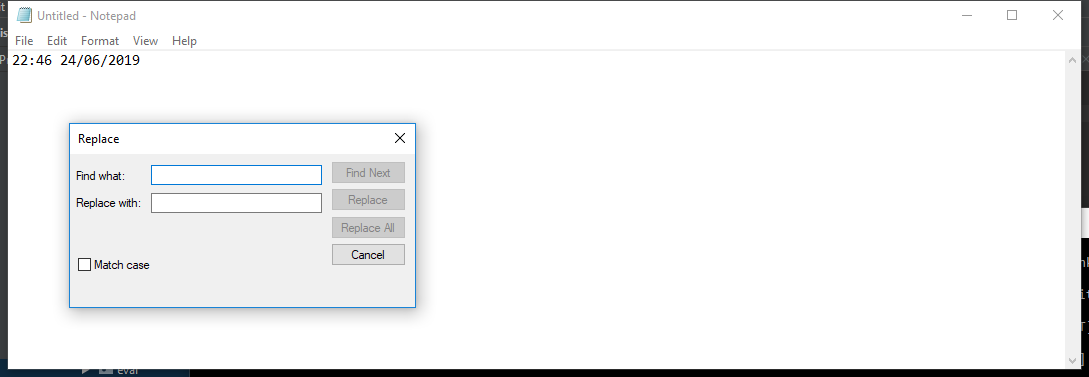 Untitled - Notepad
File Edit Format View Help
22:46 24/06/2019
Replace
Find what:
Find Next
Replace with:
Replace
Replace All
Cancel
Match case
eval